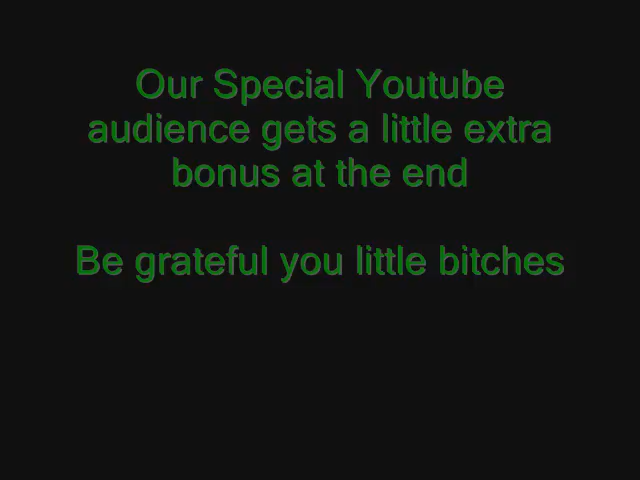 Our Special Youtube
audience gets a little extra
bonus at the end
Be grateful you little bitches